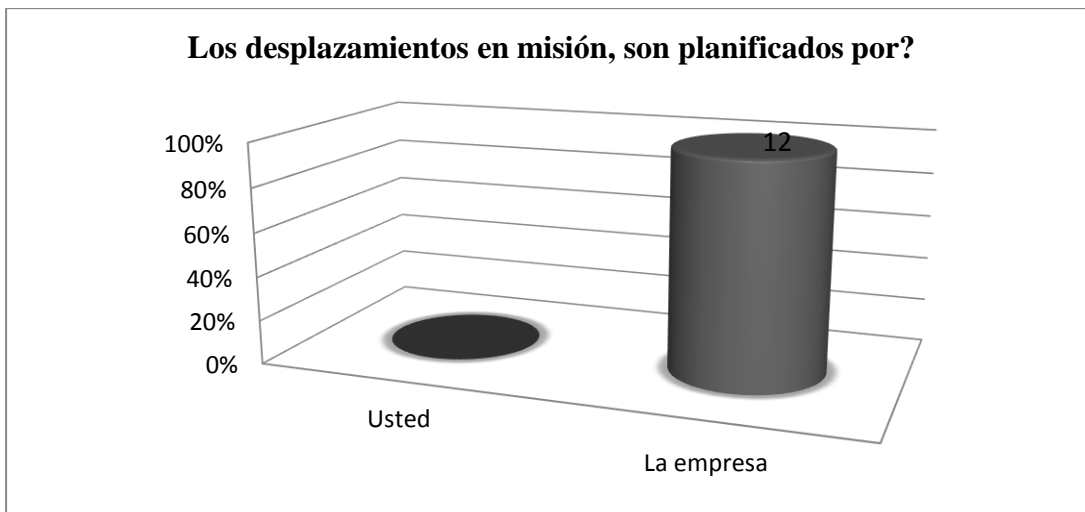 Los desplazamientos en misión, son planificados por?
100%
80%
60%
40%
20%
0%
12
Usted
La empresa